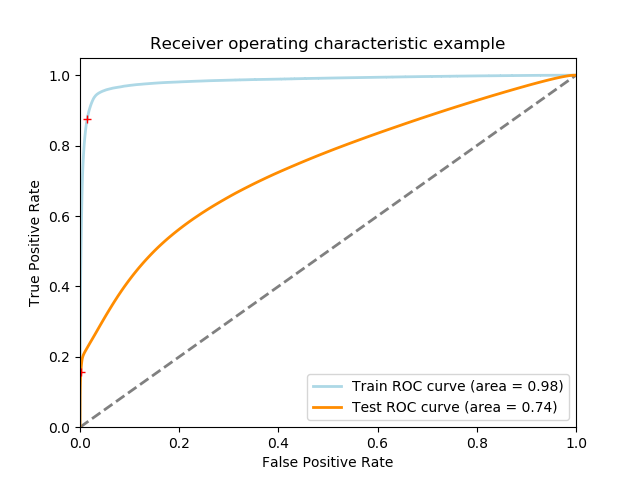 Receiver operating characteristic example
1.0
0.8
0.6
0.4
0.2
0.0
True Positive Rate
Train ROC curve (area = 0.98)
Test ROC curve (area = 0.74)
0.0 0.2 0.4 0.6 0.8 1.0
False Positive Rate